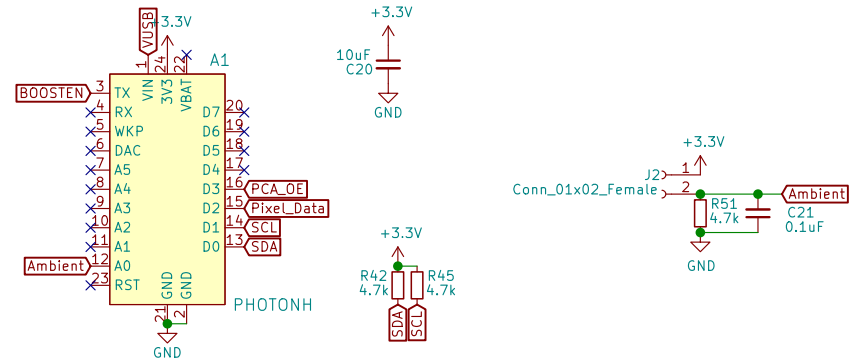 VUSB
+3.3V
1
24
22
A1
VIN
3V3
VBAT
BOOSTEN
3
TX
4
RX
5
WKP
6
DAC
7
A5
8
A4
9
A3
10
A2
11
A1
Ambient
12
A0
23
RST
D7
20
D6
19
D5
18
D4
17
D3
16
PCA_OE
D2
15
Pixel_Data
D1
14
SCL
D0
13
SDA
GND
GND
21
2
PHOTONH
GND
+3.3V
10uF
C20
GND
+3.3V
R42
4.7k
R45
4.7k
SDA
SCL
+3.3V
J2
1
Conn_01x02_Female
2
Ambient
R51
4.7k
C21
0.1uF
GND